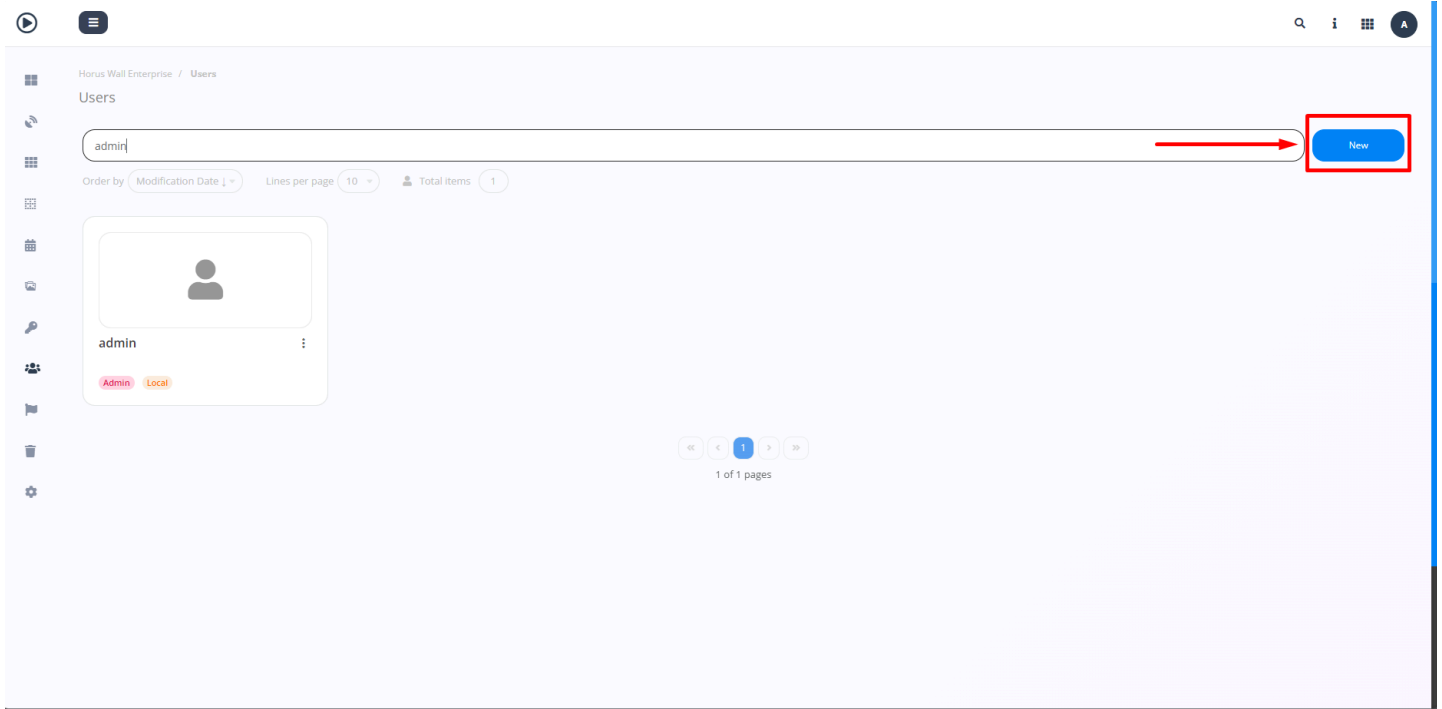 A
Horus Wall Enterprise / Users
Users
admin
New
Order by Modification Date ↓ Lines per page 10 Total items 1
admin
Admin Local
« ‹ 1 › »
1 of 1 pages